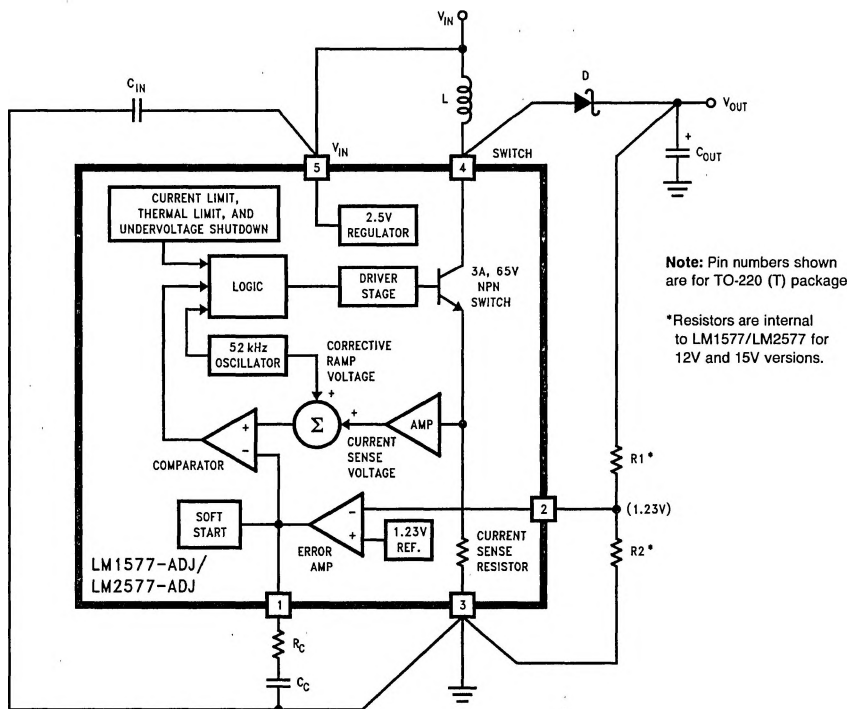 V_IN
C_IN
L
D
V_OUT
+
C_OUT
V_IN
SWITCH
5
4
CURRENT LIMIT,
THERMAL LIMIT, AND
UNDERVOLTAGE SHUTDOWN
2.5V
REGULATOR
LOGIC
DRIVER
STAGE
3A, 65V
NPN
SWITCH
Note: Pin numbers shown
are for TO-220 (T) package
*Resistors are internal
to LM1577/LM2577 for
12V and 15V versions.
52 kHz
OSCILLATOR
CORRECTIVE
RAMP
VOLTAGE
+
Σ
+
AMP
+
−
COMPARATOR
CURRENT
SENSE
VOLTAGE
R1*
2
(1.23V)
SOFT
START
−
+
ERROR
AMP
1.23V
REF.
CURRENT
SENSE
RESISTOR
R2*
LM1577-ADJ/
LM2577-ADJ
1
3
R_C
C_C